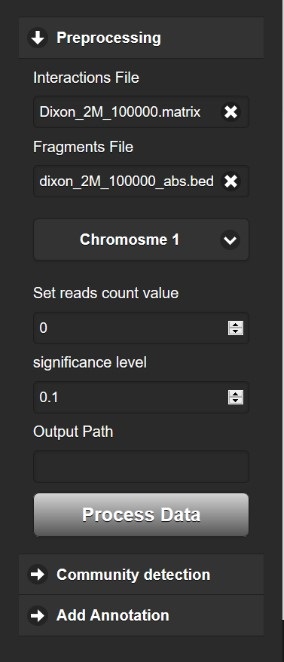 Preprocessing
Interactions File
Dixon_2M_100000.matrix
Fragments File
dixon_2M_100000_abs.bed
Chromosme 1
Set reads count value
0
significance level
0.1
Output Path
Process Data
Community detection
Add Annotation